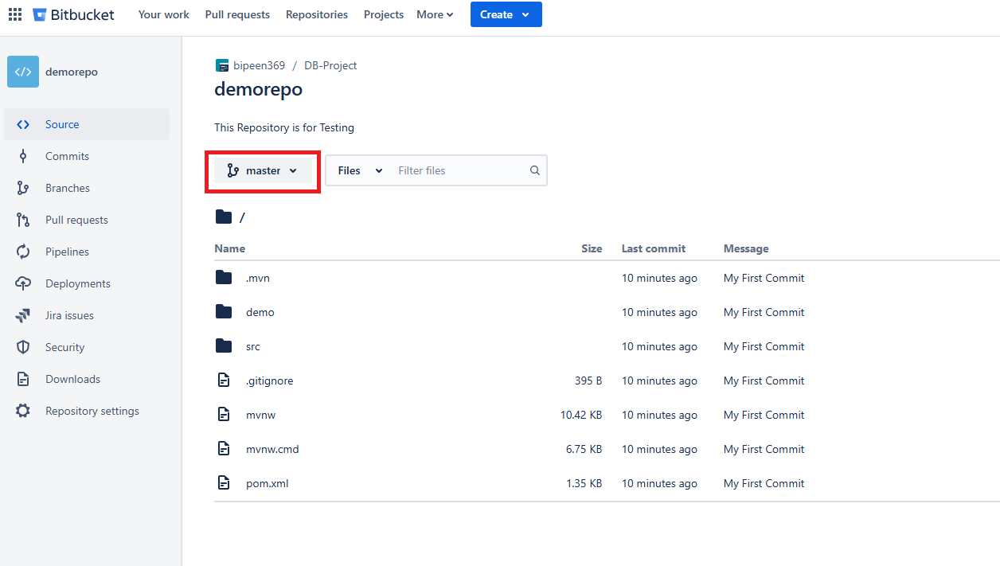 Bitbucket Your work Pull requests Repositories Projects More Create
</> demorepo
Source
Commits
Branches
Pull requests
Pipelines
Deployments
Jira issues
Security
Downloads
Repository settings
bipeen369 / DB-Project
demorepo
This Repository is for Testing
master Files Filter files
/
Name Size Last commit Message
.mvn 10 minutes ago My First Commit
demo 10 minutes ago My First Commit
src 10 minutes ago My First Commit
.gitignore 395 B 10 minutes ago My First Commit
mvnw 10.42 KB 10 minutes ago My First Commit
mvnw.cmd 6.75 KB 10 minutes ago My First Commit
pom.xml 1.35 KB 10 minutes ago My First Commit